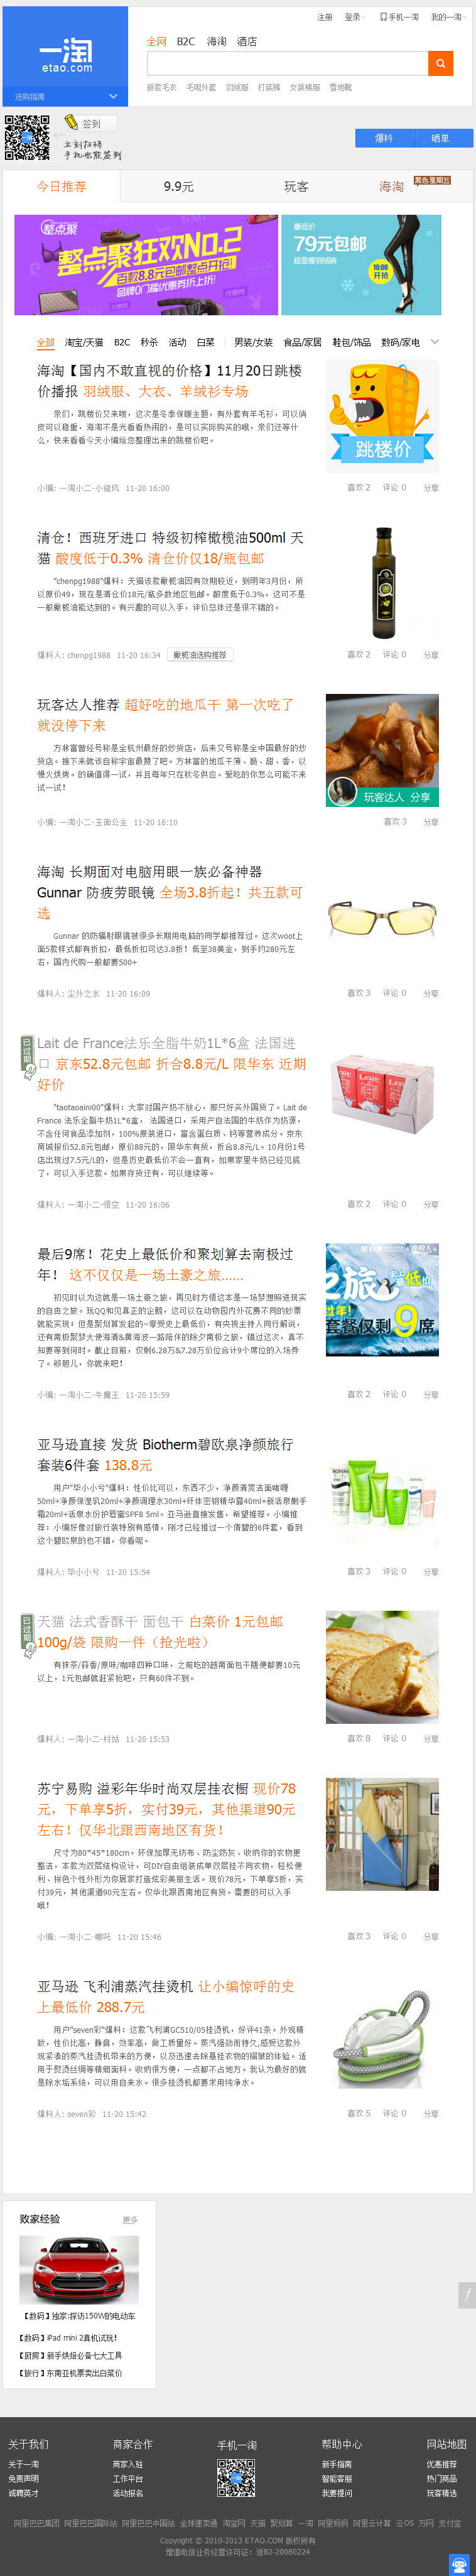 注册 登录 手机一淘 我的一淘
一淘
etao.com
全网 B2C 海淘 酒店
选购指南
新款毛衣 毛呢外套 羽绒服 打底裤 女装裤服 雪地靴
签到
立刻扫码
手机也能签到
爆料 晒单
今日推荐 9.9元 玩客 海淘 黑色星期五
整点聚
整点聚狂欢No.2
百款8.8元包邮整点开抢!
品牌0门槛优惠券折上折!
最低价
79元包邮
超显瘦羽绒裤
10点开抢
全部 淘宝/天猫 B2C 秒杀 活动 白菜 男装/女装 食品/家居 鞋包/饰品 数码/家电
海淘【国内不敢直视的价格】11月20日跳楼
价播报 羽绒服、大衣、羊绒衫专场
亲们，跳楼价又来喽，这次是冬季保暖主题，有外套有羊毛衫，可以俏
皮可以稳重，海淘不是光看看热闹的，是可以实际购买的哦，亲们还等什
么，快来看看今天小编给您整理出来的跳楼价吧。
跳楼价
小编: 一淘小二-小旋风 11-20 16:00 喜欢 2 评论 0 分享
清仓！西班牙进口 特级初榨橄榄油500ml 天
猫 酸度低于0.3% 清仓价仅18/瓶包邮
"chenpg1988"爆料：天猫该款橄榄油因有效期较近，到明年3月份，所
以原价49，现在是清仓价18元/瓶多数地区包邮。酸度低于0.3%，这可不是
一般橄榄油能达到的。有兴趣的可以入手，评价总体还是很不错的。
爆料人: chenpg1988 11-20 16:34 橄榄油选购推荐 喜欢 2 评论 0 分享
玩客达人推荐 超好吃的地瓜干 第一次吃了
就没停下来
方林富曾经号称是全杭州最好的炒货店，后来又号称是全中国最好的炒
货店。接下来就该自称宇宙最赞了吧。方林富的地瓜干薄、脆、甜、香，以
慢火烘烤。的确值得一试，并且每年只在秋冬供应。爱吃的你怎么可能不来
试一试！
玩客达人 分享
小编: 一淘小二-玉面公主 11-20 16:10 喜欢 3 分享
海淘 长期面对电脑用眼一族必备神器
Gunnar 防疲劳眼镜 全场3.8折起！共五款可
选
Gunnar 的防辐射眼镜被很多长期用电脑的同学都推荐过。这次woot上
面5款样式都有折扣，最低折扣可达3.8折！低至38美金，到手约280元左
右，国内代购一般都要500+
爆料人: 尘外之水 11-20 16:09 喜欢 3 评论 0 分享
已过期
Lait de France法乐全脂牛奶1L*6盒 法国进
口 京东52.8元包邮 折合8.8元/L 限华东 近期
好价
"taotaoaini00"爆料：大家对国产奶不放心，那只好买外国货了。Lait de
France 法乐全脂牛奶1L*6盒， 法国进口，采用产自法国的牛奶作为奶源，
不含任何食品添加剂，100%原装进口，富含蛋白质、钙等营养成分。京东
商城报价52.8元包邮，原价88元的，限华东有货，折合8.8元/L。10月份1号
店出现过7.5元/L的，但是历史最低价不会一直有，如果家里牛奶已经见底
了，可以入手这款。如果存货还有，可以继续等。
爆料人: 一淘小二-悟空 11-20 16:06 喜欢 2 评论 0 分享
最后9席！花史上最低价和聚划算去南极过
年！ 这不仅仅是一场土豪之旅……
初见时以为这就是一场土豪之旅，再见时方悟这本是一场梦想照进现实
的自由之旅。玩QQ和见真正的企鹅，这可以在动物园内外花费不同的钞票
就能实现；但是聚划算发起的~享受史上最低价，有央视主持人同行解说，
还有南极聚梦大使海清&黄海波一路陪伴的除夕南极之旅，错过这次，真不
知要等到何时。截止目前，仅剩6.28万&7.28万价位合计9个席位的入场券
了。够胆儿，你就来吧！
之旅 史上最低价
过年！
套餐仅剩9席
小编: 一淘小二-牛魔王 11-20 15:59 喜欢 2 评论 0 分享
亚马逊直接 发货 Biotherm碧欧泉净颜旅行
套装6件套 138.8元
用户"毕小小兮"爆料：性价比可以，东西不少，净颜清爽洁面啫喱
50ml+净颜保湿乳20ml+净颜调理水30ml+纤体密钥精华露40ml+新活泉嫩手
霜20ml+活泉水份护唇蜜SPF8 5ml。亚马逊直接发售，希望推荐。小编推
荐：小编好像对旅行装特别有感情，刚才已经推过一个倩碧的6件套，看到
这个碧欧泉的也不错，你看呢。
爆料人: 毕小小兮 11-20 15:54 喜欢 3 评论 0 分享
已过期
天猫 法式香酥干 面包干 白菜价 1元包邮
100g/袋 限购一件（抢光啦）
有抹茶/蒜香/原味/咖啡四种口味，之前吃的越南面包干随便都要10元
以上，1元包邮就赶紧抢吧，只有60件不到。
爆料人: 一淘小二-村姑 11-20 15:53 喜欢 8 评论 0 分享
苏宁易购 溢彩年华时尚双层挂衣橱 现价78
元，下单享5折，实付39元，其他渠道90元
左右！仅华北跟西南地区有货！
尺寸为80*45*180cm。环保加厚无纺布、防尘防灰、收纳你的衣物更
整洁，本款为双层结构设计，可DIY自由组装成单双层挂不同衣物，轻松便
利、拼色个性外形为你居家打造炫彩美丽生活。现价78元，下单享5折，实
付39元，其他渠道90元左右。仅华北跟西南地区有货。需要的可以入手
哦！
小编: 一淘小二-哪吒 11-20 15:46 喜欢 3 评论 0 分享
亚马逊 飞利浦蒸汽挂烫机 让小编惊呼的史
上最低价 288.7元
用户"seven彩"爆料：这款飞利浦GC510/05挂烫机，好评41条。外观精
致，性价比高，静音，效率高，做工质量好。蒸汽强劲而持久,感受这款外
观紧凑的蒸汽挂烫机带来的方便，以及迅速去除悬挂衣物的褶皱的体验。适
用于熨烫丝绸等精细面料。收纳很方便，一点都不占地方。我认为最好的就
是除水垢系统，可以用自来水。很多挂烫机都要求用纯净水。
爆料人: seven彩 11-20 15:42 喜欢 5 评论 0 分享
败家经验 更多
【数码】独家:探访150W的电动车
【数码】iPad mini 2真机试玩!
【厨房】新手烘焙必备七大工具
【旅行】东南亚机票卖出白菜价
关于我们 商家合作 手机一淘 帮助中心 网站地图
关于一淘 商家入驻 新手指南 优惠推荐
免责声明 工作平台 智能客服 热门商品
诚聘英才 活动报名 我要提问 玩客精选
阿里巴巴集团 阿里巴巴国际站 阿里巴巴中国站 全球速卖通 淘宝网 天猫 聚划算 一淘 阿里妈妈 阿里云计算 云OS 万网 支付宝
Copyright © 2010-2013 ETAO.COM 版权所有
增值电信业务经营许可证：浙B2-20080224